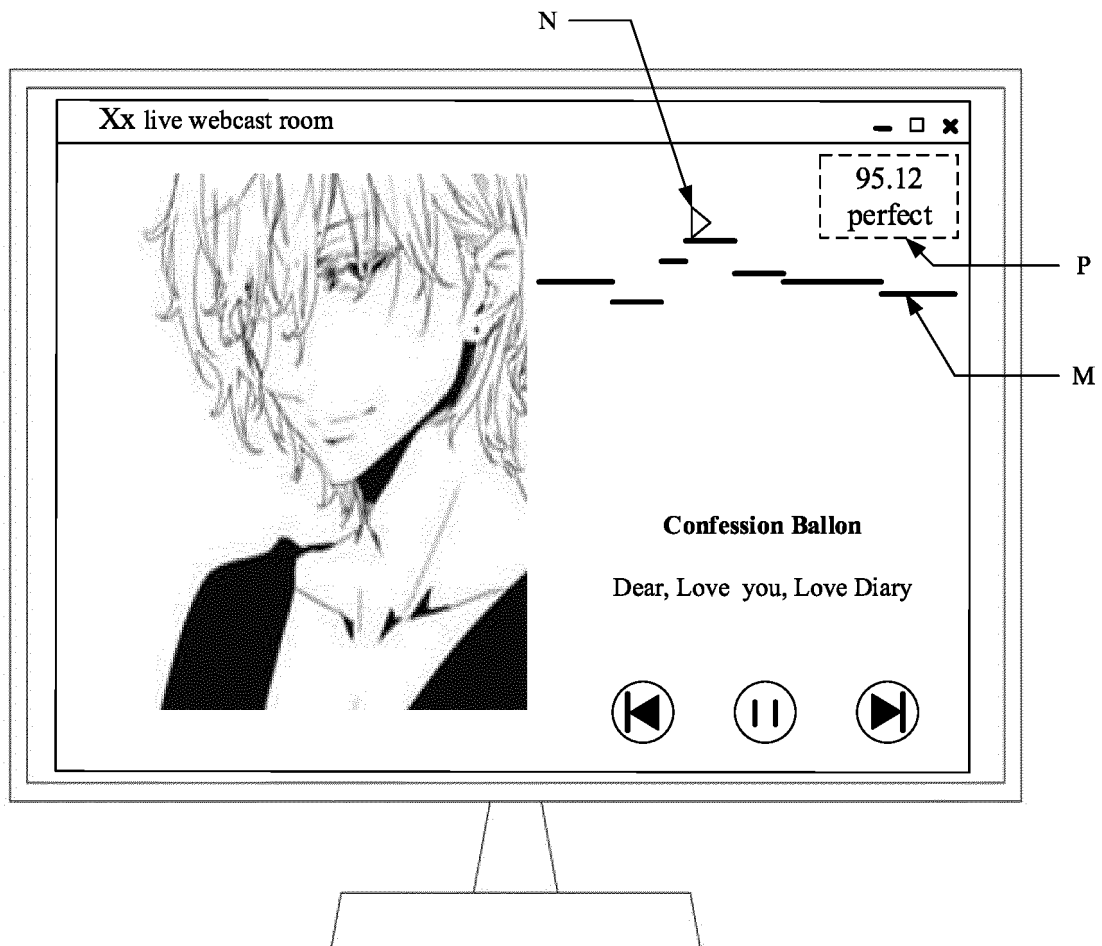 N
Xx live webcast room
95.12
perfect
P
M
Confession Ballon
Dear, Love you, Love Diary